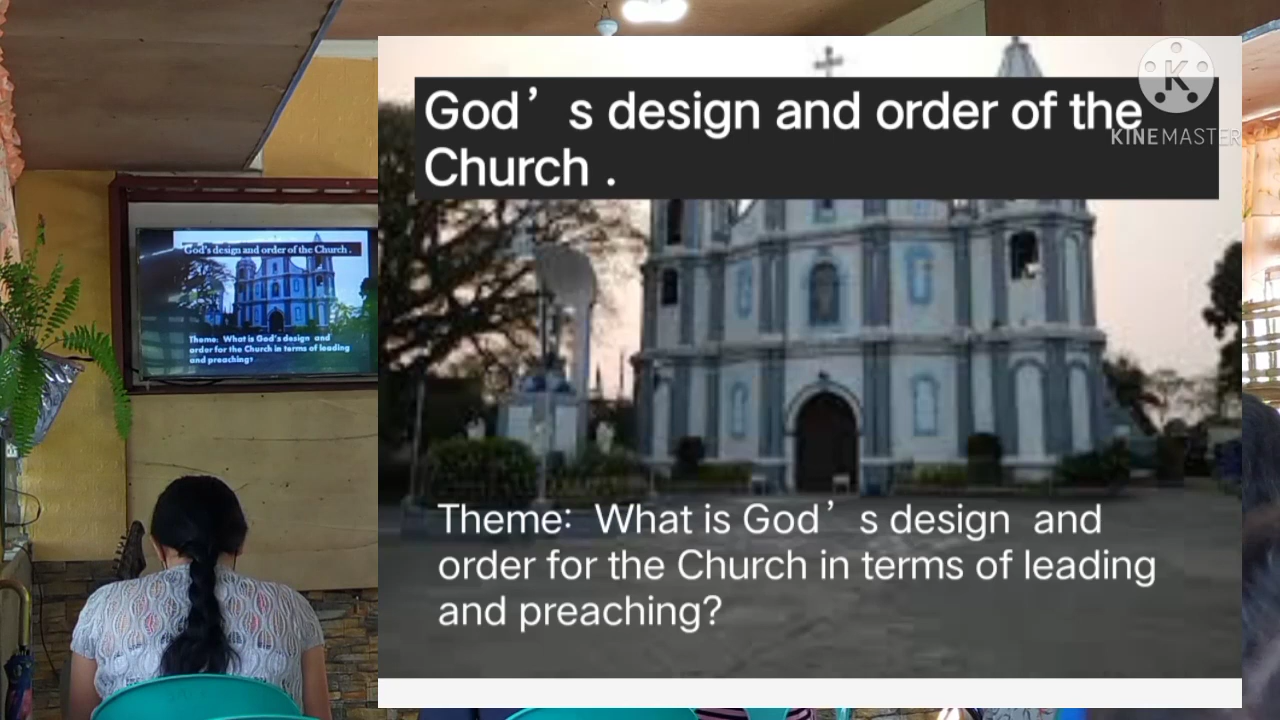 God’s design and order of the
Church .
KINEMASTER
God's design and order of the Church .
Theme: What is God's design and
order for the Church in terms of leading
and preaching?
Theme: What is God’s design and
order for the Church in terms of leading
and preaching?